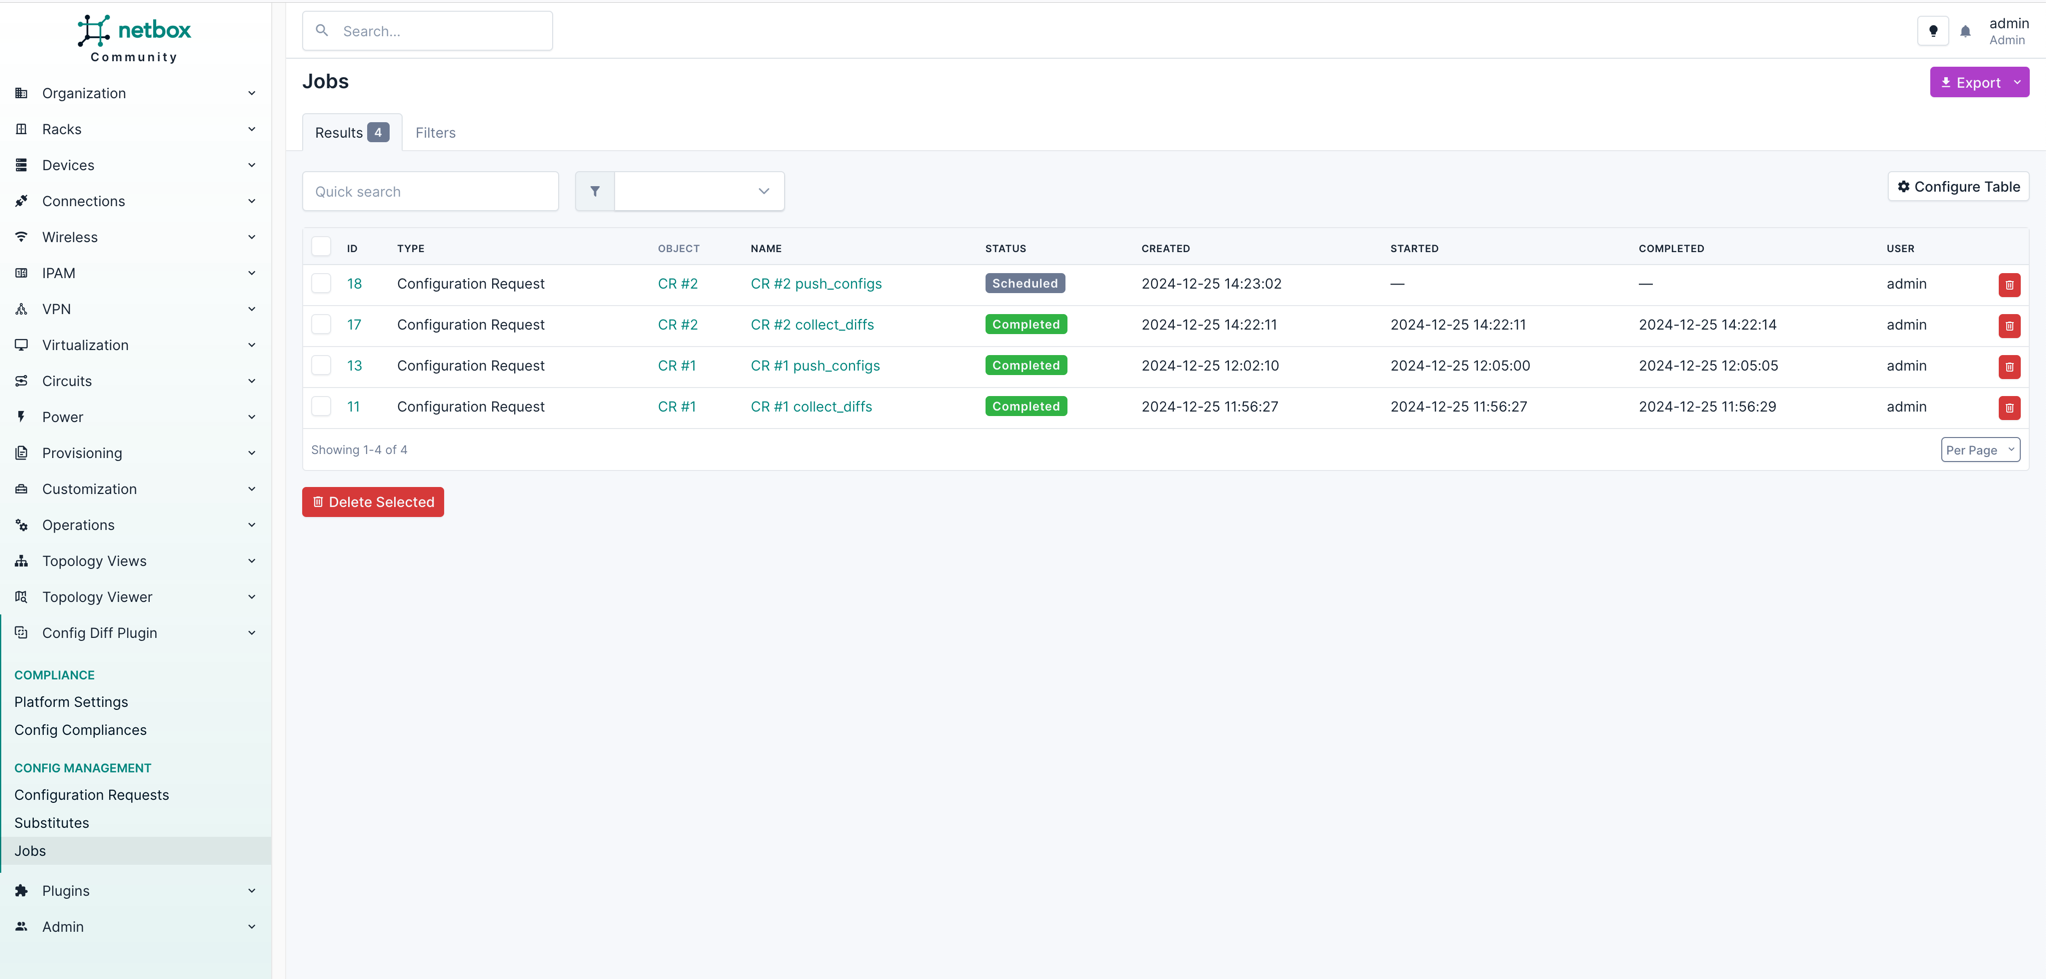 netbox
Community
Search...
admin
Admin
Organization
Racks
Devices
Connections
Wireless
IPAM
VPN
Virtualization
Circuits
Power
Provisioning
Customization
Operations
Topology Views
Topology Viewer
Config Diff Plugin
COMPLIANCE
Platform Settings
Config Compliances
CONFIG MANAGEMENT
Configuration Requests
Substitutes
Jobs
Plugins
Admin
Jobs
Export
Results 4 Filters
Quick search
Configure Table
ID TYPE OBJECT NAME STATUS CREATED STARTED COMPLETED USER
18 Configuration Request CR #2 CR #2 push_configs Scheduled 2024-12-25 14:23:02 — — admin
17 Configuration Request CR #2 CR #2 collect_diffs Completed 2024-12-25 14:22:11 2024-12-25 14:22:11 2024-12-25 14:22:14 admin
13 Configuration Request CR #1 CR #1 push_configs Completed 2024-12-25 12:02:10 2024-12-25 12:05:00 2024-12-25 12:05:05 admin
11 Configuration Request CR #1 CR #1 collect_diffs Completed 2024-12-25 11:56:27 2024-12-25 11:56:27 2024-12-25 11:56:29 admin
Showing 1-4 of 4
Per Page
Delete Selected